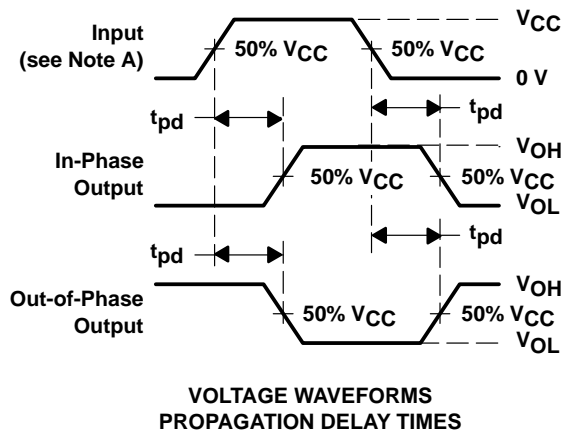 Input
(see Note A)
50% VCC
50% VCC
VCC
0 V
tpd
tpd
In-Phase
Output
50% VCC
VOH
50% VCC
VOL
tpd
tpd
Out-of-Phase
Output
50% VCC
VOH
50% VCC
VOL
VOLTAGE WAVEFORMS
PROPAGATION DELAY TIMES